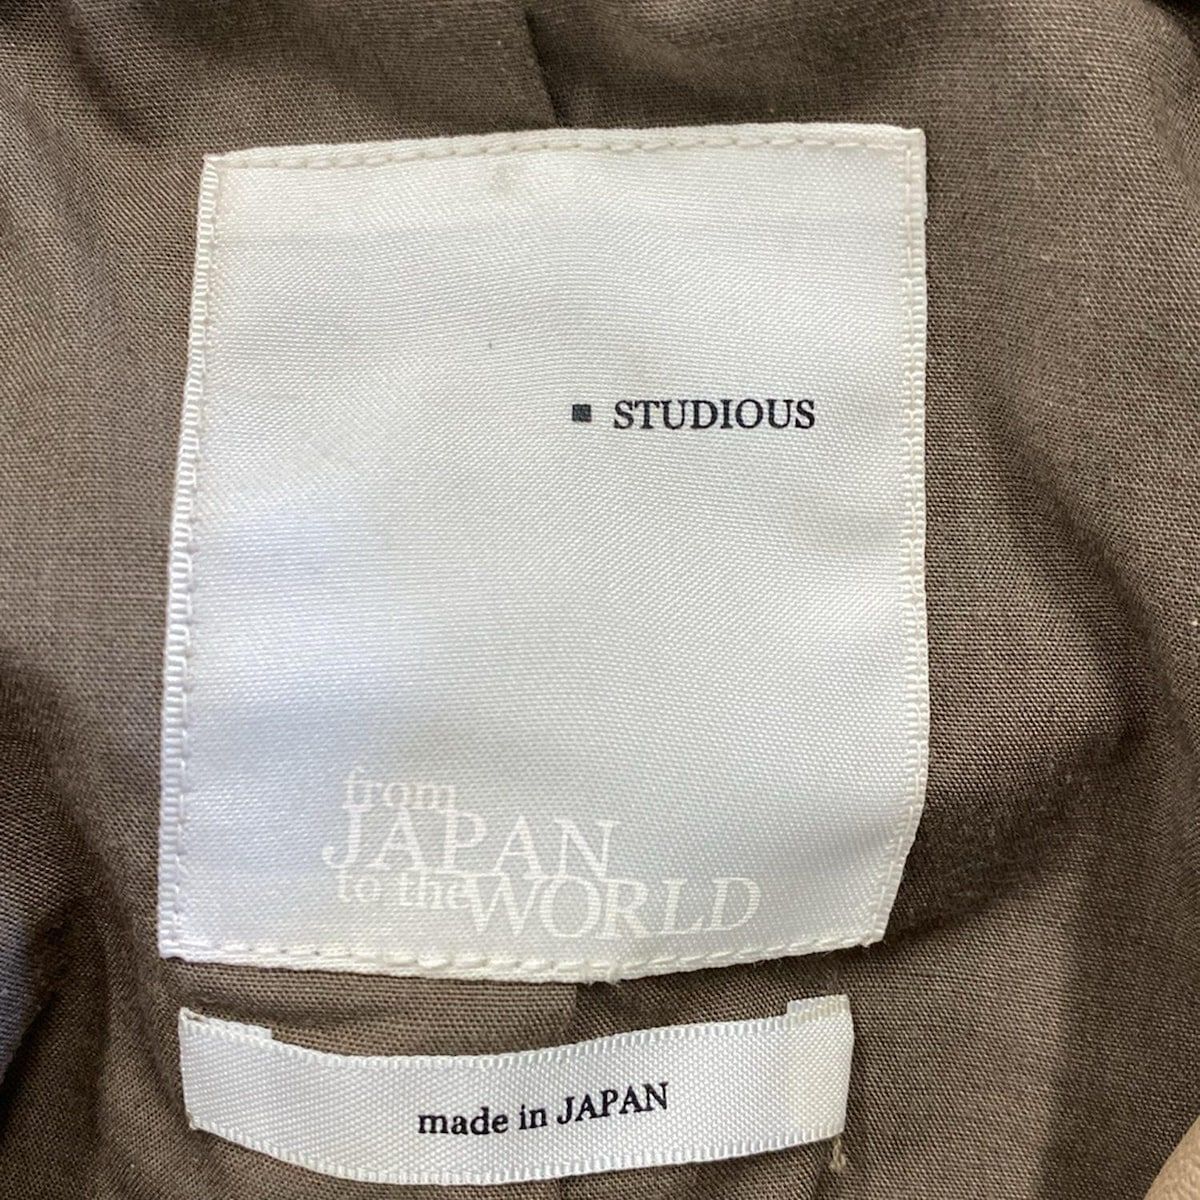 STUDIOUS
from
JAPAN
to the WORLD
made in JAPAN